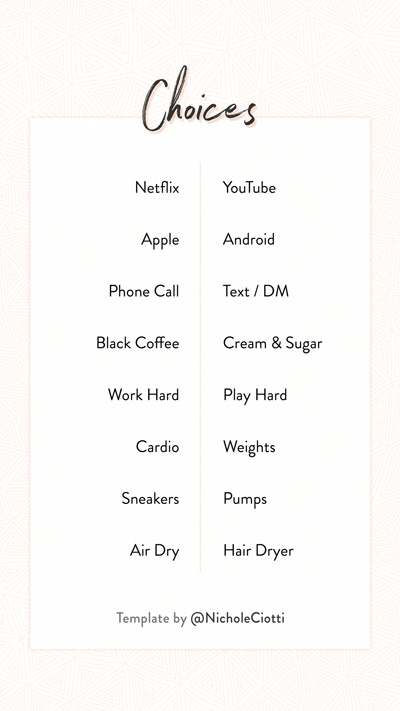 Choices
Netflix YouTube
Apple Android
Phone Call Text / DM
Black Coffee Cream & Sugar
Work Hard Play Hard
Cardio Weights
Sneakers Pumps
Air Dry Hair Dryer
Template by @NicholeCiotti